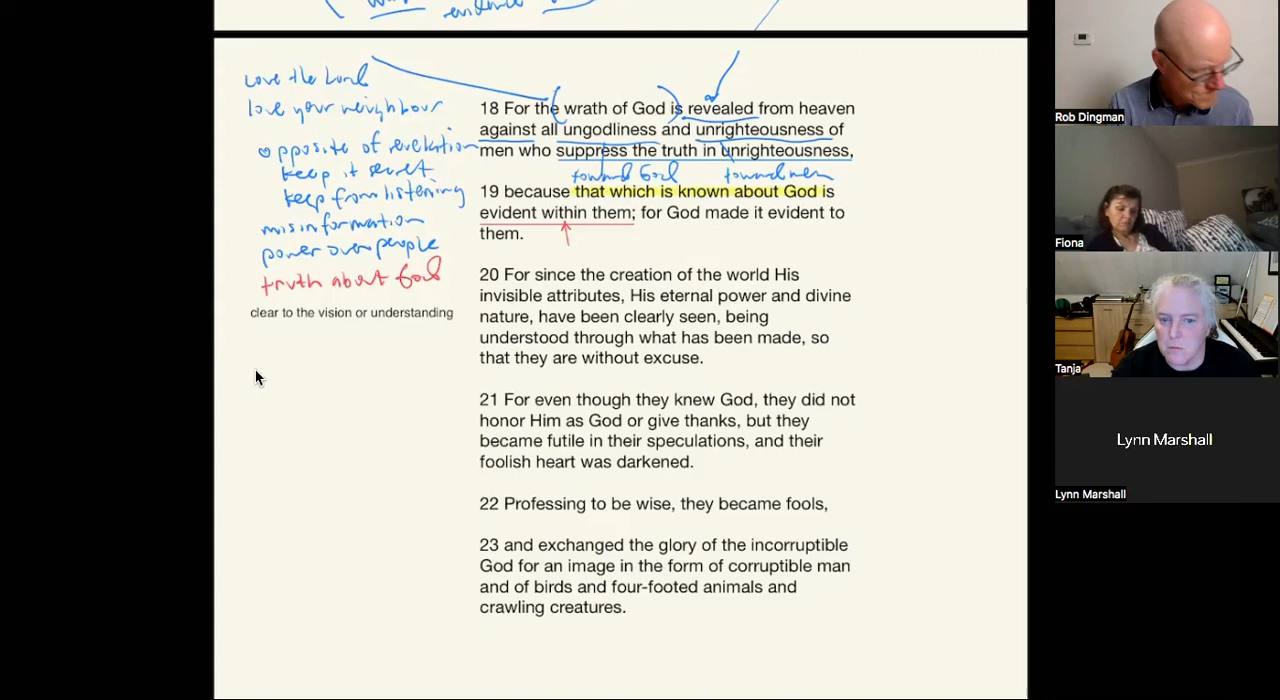 evidence
love the Lord
love your neighbour
opposite of revelation
keep it secret
keep from listening
misinformation
power over people
truth about God
clear to the vision or understanding
18 For the wrath of God is revealed from heaven
against all ungodliness and unrighteousness of
men who suppress the truth in unrighteousness,
toward God toward men
19 because that which is known about God is
evident within them; for God made it evident to
them.
20 For since the creation of the world His
invisible attributes, His eternal power and divine
nature, have been clearly seen, being
understood through what has been made, so
that they are without excuse.
21 For even though they knew God, they did not
honor Him as God or give thanks, but they
became futile in their speculations, and their
foolish heart was darkened.
22 Professing to be wise, they became fools,
23 and exchanged the glory of the incorruptible
God for an image in the form of corruptible man
and of birds and four-footed animals and
crawling creatures.
Rob Dingman
Fiona
Tanja
Lynn Marshall
Lynn Marshall